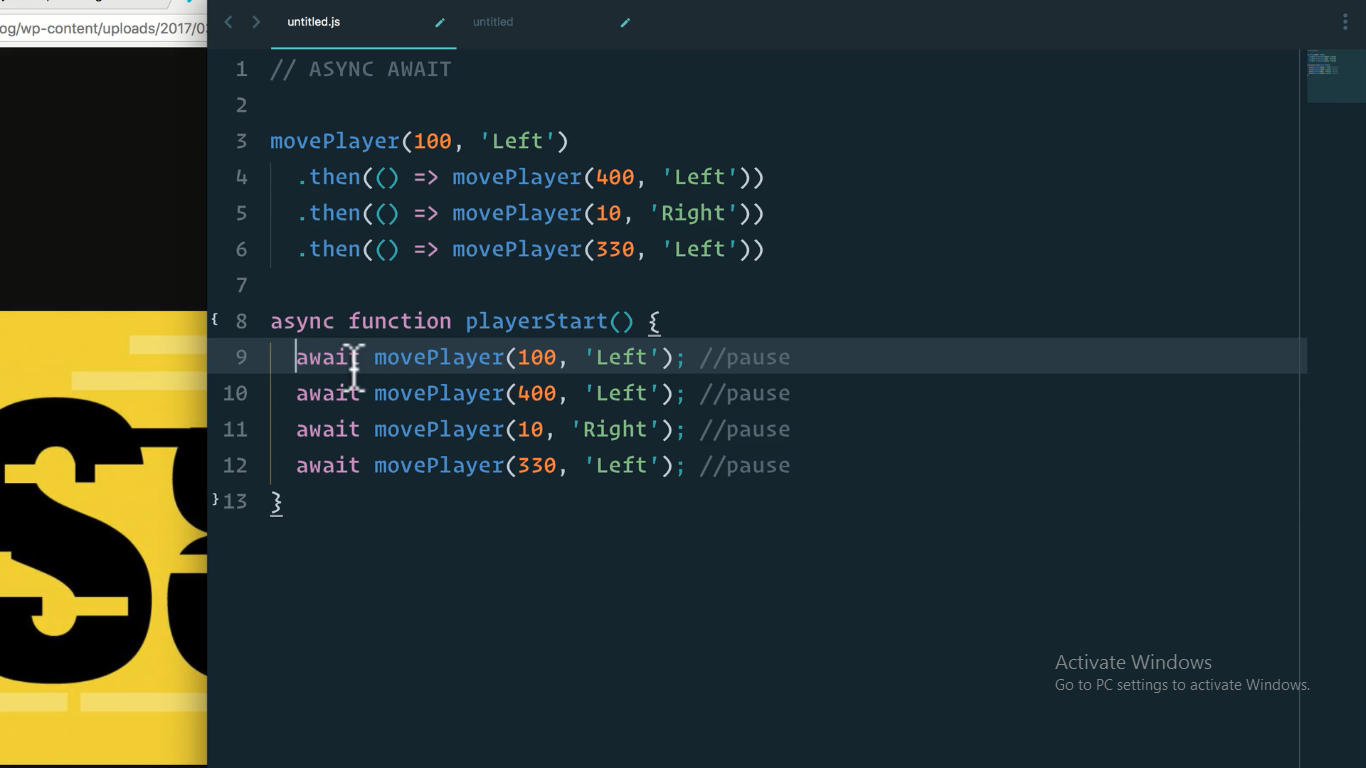 og/wp-content/uploads/2017/03
untitled.js
untitled
1 // ASYNC AWAIT
2
3 movePlayer(100, 'Left')
4 .then(() => movePlayer(400, 'Left'))
5 .then(() => movePlayer(10, 'Right'))
6 .then(() => movePlayer(330, 'Left'))
7
{ 8 async function playerStart() {
9 await movePlayer(100, 'Left'); //pause
10 await movePlayer(400, 'Left'); //pause
11 await movePlayer(10, 'Right'); //pause
12 await movePlayer(330, 'Left'); //pause
} 13 }
Activate Windows
Go to PC settings to activate Windows.